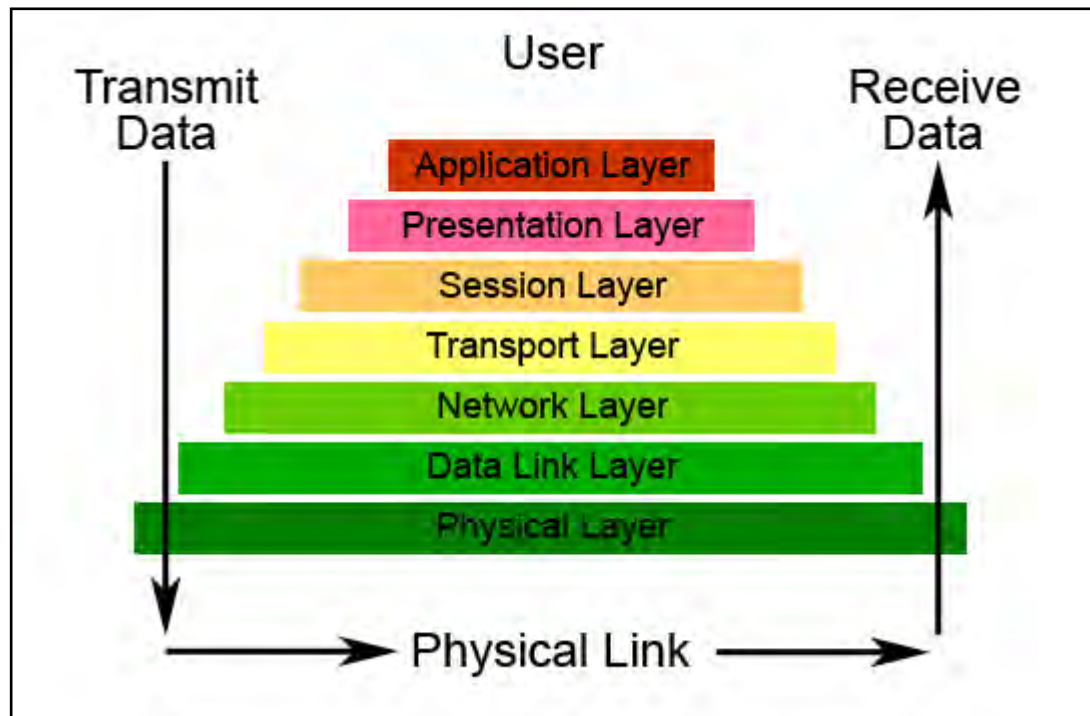 User
Transmit
Data
Receive
Data
Application Layer
Presentation Layer
Session Layer
Transport Layer
Network Layer
Data Link Layer
Physical Layer
Physical Link